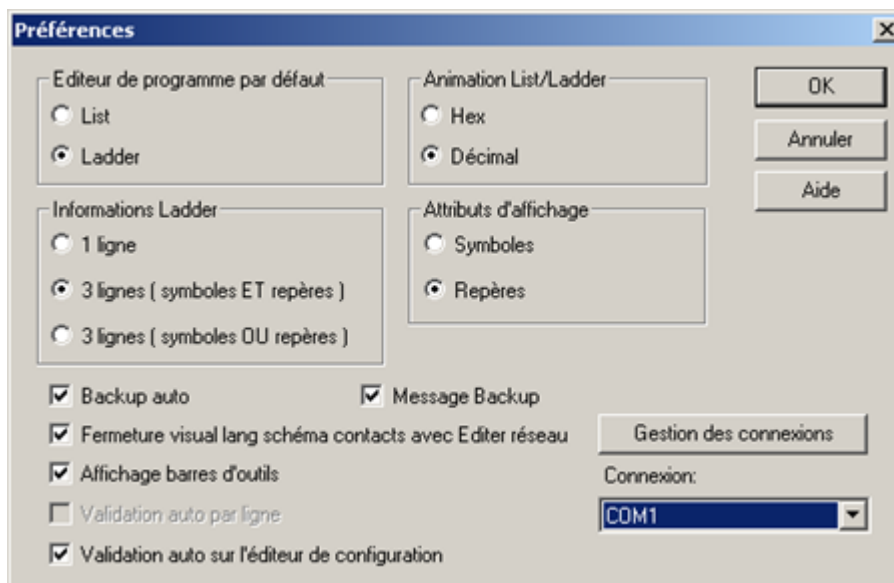 Préférences
Editeur de programme par défaut
List
Ladder
Animation List/Ladder
Hex
Décimal
OK
Annuler
Aide
Informations Ladder
1 ligne
3 lignes ( symboles ET repères )
3 lignes ( symboles OU repères )
Attributs d'affichage
Symboles
Repères
Backup auto
Message Backup
Fermeture visual lang schéma contacts avec Editer réseau
Affichage barres d'outils
Validation auto par ligne
Validation auto sur l'éditeur de configuration
Gestion des connexions
Connexion:
COM1